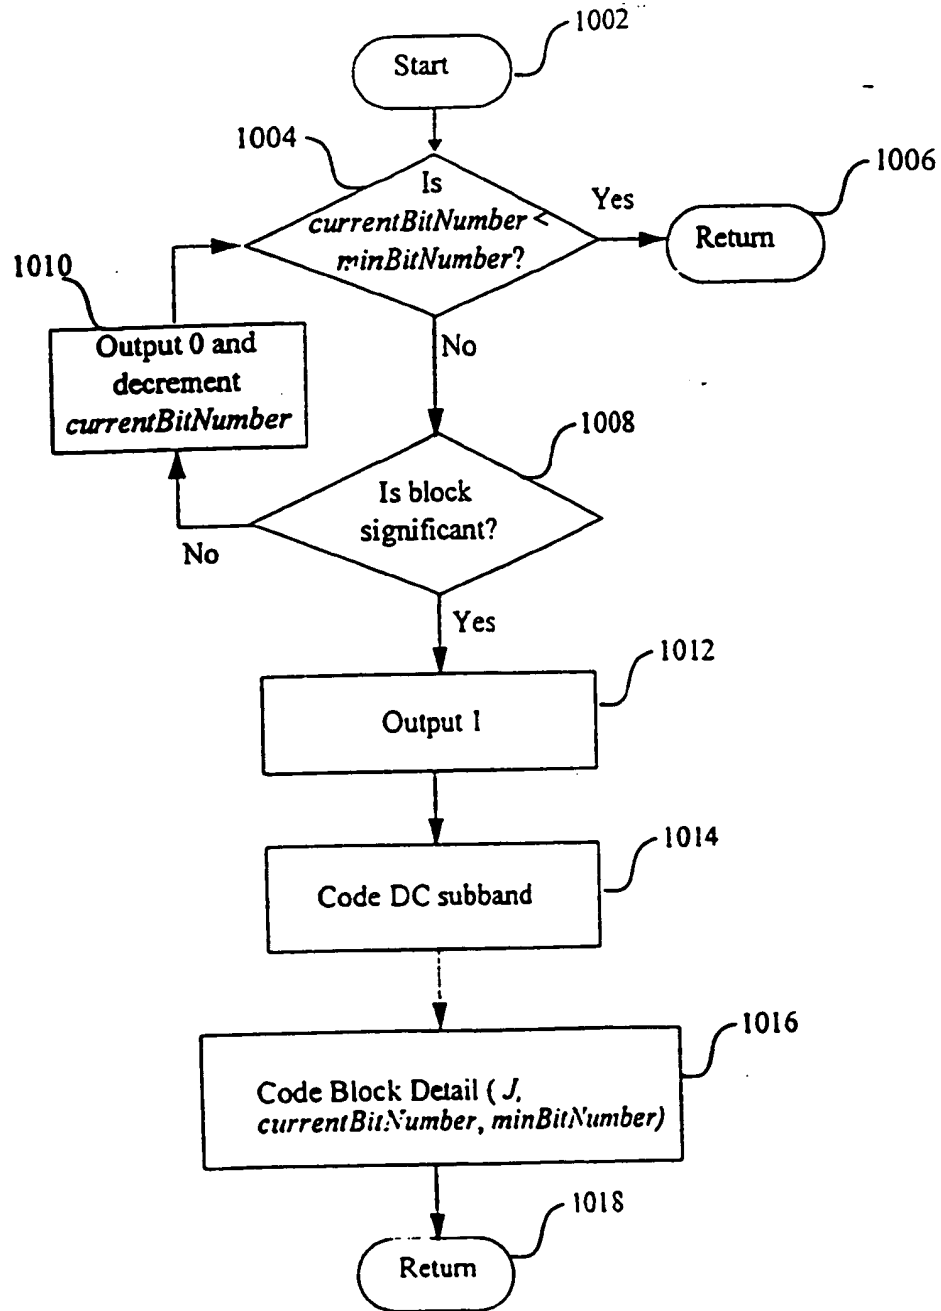 1002
Start
1004
Is
currentBitNumber <
minBitNumber?
Yes
1006
Return
1010
Output 0 and
decrement
currentBitNumber
No
1008
Is block
significant?
No
Yes
1012
Output 1
1014
Code DC subband
1016
Code Block Detail ( J,
currentBitNumber, minBitNumber)
1018
Return